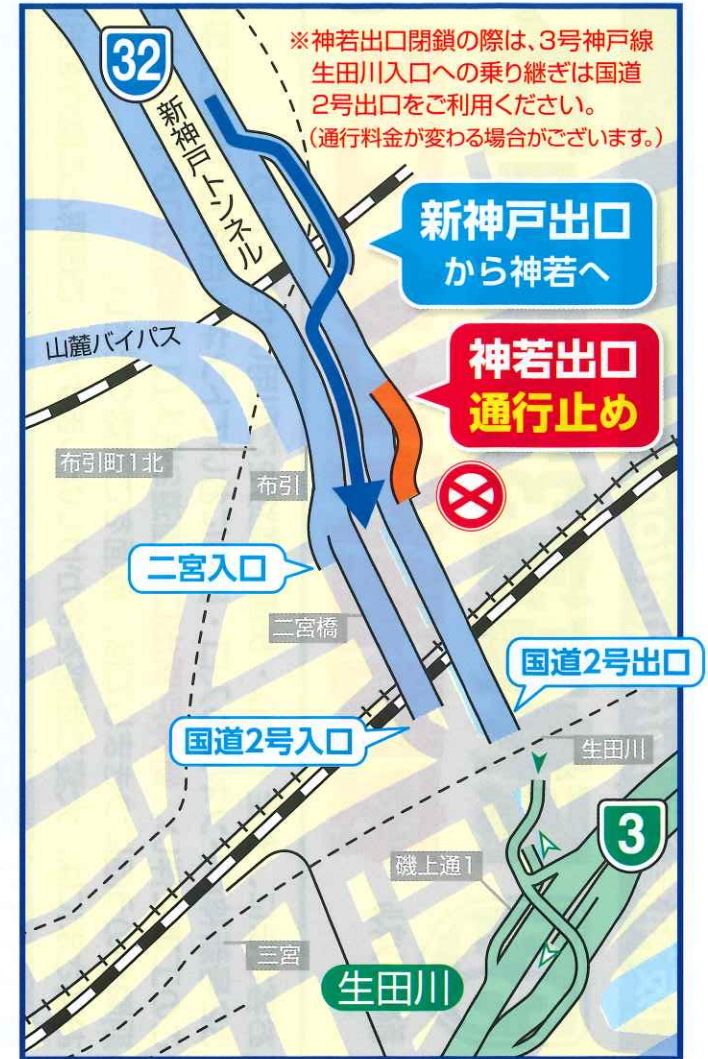 32
※神若出口閉鎖の際は、3号神戸線
生田川入口への乗り継ぎは国道
2号出口をご利用ください。
(通行料金が変わる場合がございます。)
新神戸トンネル
新神戸出口
から神若へ
山麓バイパス
神若出口
通行止め
布引町1北
布引
二宮入口
二宮橋
国道2号出口
国道2号入口
生田川
3
磯上通1
三宮
生田川